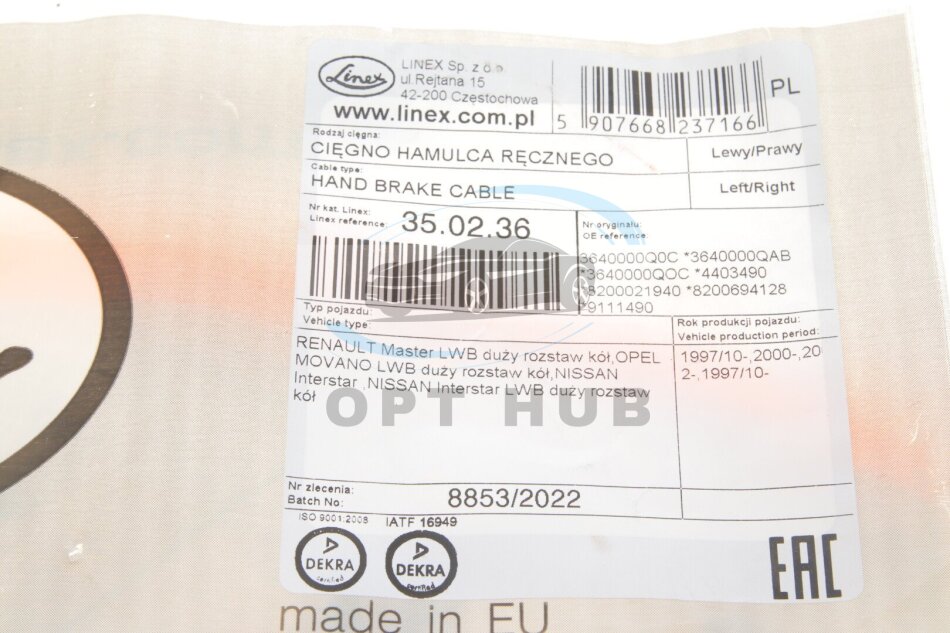 Linex
LINEX Sp. z o.o
ul.Rejtana 15
42-200 Częstochowa
www.linex.com.pl
5 907668 237166
PL
Rodzaj cięgna:
CIĘGNO HAMULCA RĘCZNEGO
Lewy/Prawy
Cable type:
HAND BRAKE CABLE
Left/Right
Nr kat. Linex:
Linex reference:
35.02.36
Nr oryginału:
OE reference
3640000Q0C *3640000QAB
*3640000QOC *4403490
*8200021940 *8200694128
*9111490
Typ pojazdu:
Vehicle type:
Rok produkcji pojazdu:
Vehicle production period:
RENAULT Master LWB duży rozstaw kół,OPEL
MOVANO LWB duży rozstaw kół,NISSAN
Interstar ,NISSAN Interstar LWB duży rozstaw
kół
1997/10-,2000-,20
2-,1997/10-
OPT HUB
Nr zlecenia:
Batch No:
8853/2022
ISO 9001:2008
IATF 16949
DEKRA
certified
DEKRA
certified
EAC
made in EU